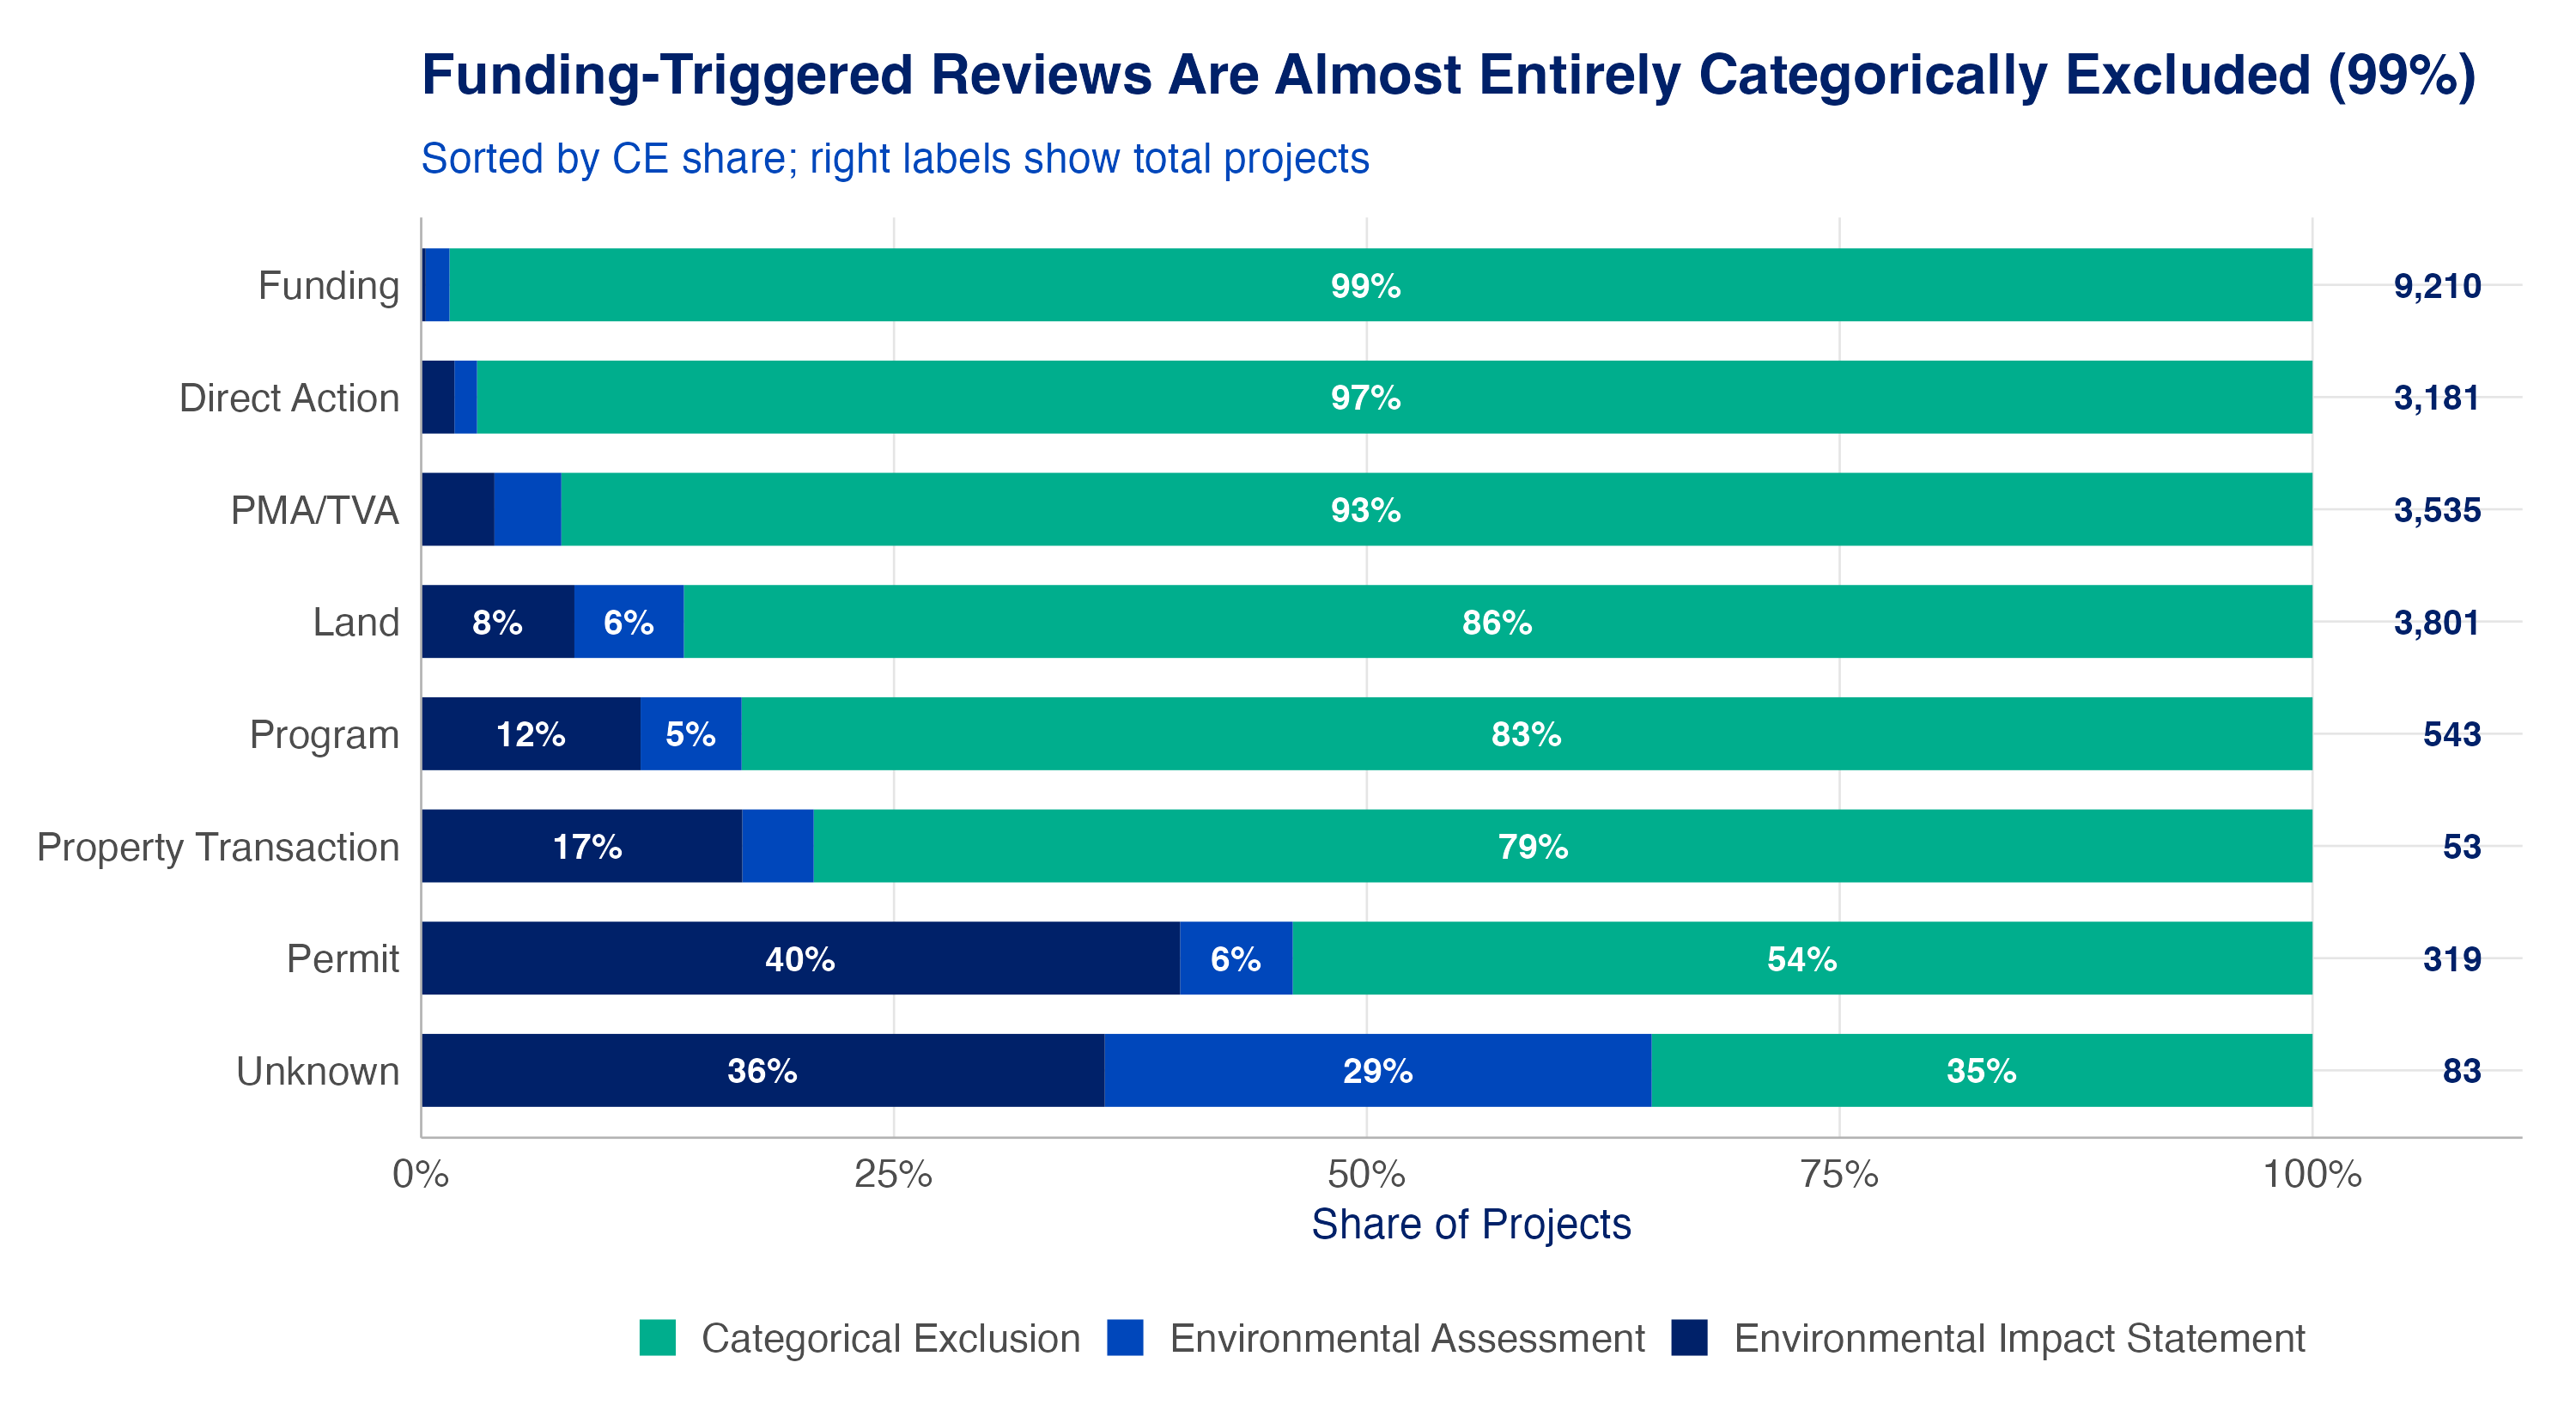 Funding-Triggered Reviews Are Almost Entirely Categorically Excluded (99%)
Sorted by CE share; right labels show total projects
Funding 99% 9,210
Direct Action 97% 3,181
PMA/TVA 93% 3,535
Land 8% 6% 86% 3,801
Program 12% 5% 83% 543
Property Transaction 17% 79% 53
Permit 40% 6% 54% 319
Unknown 36% 29% 35% 83
0% 25% 50% 75% 100%
Share of Projects
Categorical Exclusion Environmental Assessment Environmental Impact Statement